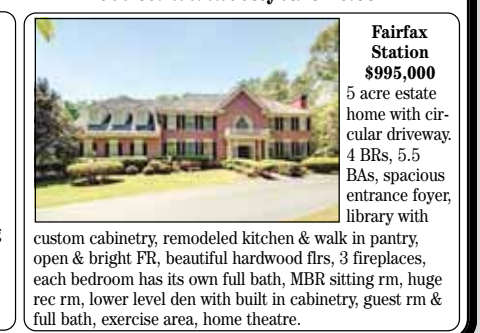 Fairfax
Station
$995,000
5 acre estate
home with cir-
cular driveway.
4 BRs, 5.5
BAs, spacious
entrance foyer,
library with
custom cabinetry, remodeled kitchen & walk in pantry,
open & bright FR, beautiful hardwood flrs, 3 fireplaces,
each bedroom has its own full bath, MBR sitting rm, huge
rec rm, lower level den with built in cabinetry, guest rm &
full bath, exercise area, home theatre.